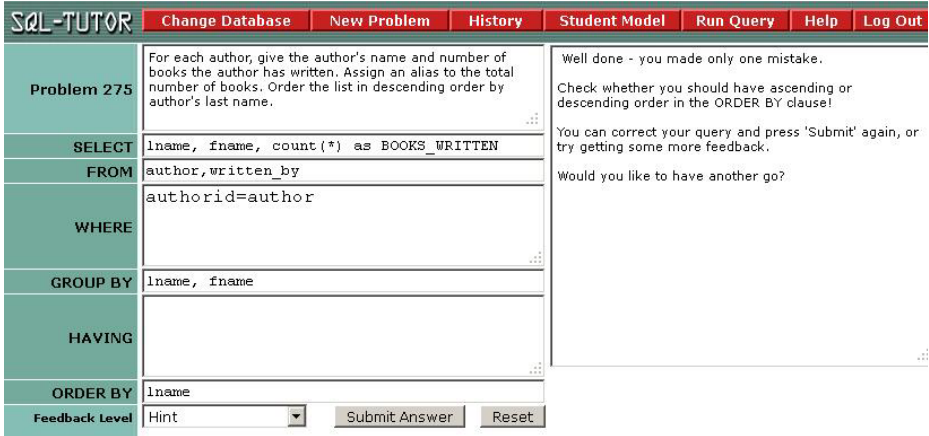 SQL-TUTOR
Change Database
New Problem
History
Student Model
Run Query
Help
Log Out
Problem 275
For each author, give the author's name and number of
books the author has written. Assign an alias to the total
number of books. Order the list in descending order by
author's last name.
SELECT
lname, fname, count(*) as BOOKS_WRITTEN
FROM
author,written_by
WHERE
authorid=author
GROUP BY
lname, fname
HAVING
ORDER BY
lname
Feedback Level
Hint
Submit Answer
Reset
Well done - you made only one mistake.
Check whether you should have ascending or
descending order in the ORDER BY clause!
You can correct your query and press 'Submit' again, or
try getting some more feedback.
Would you like to have another go?